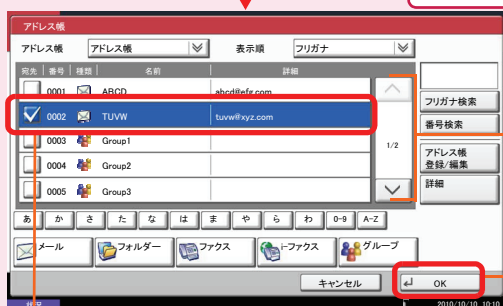 アドレス帳
アドレス帳 アドレス帳 表示順 フリガナ
宛先 番号 種類 名前 詳細
0001 ABCD abcd@efg.com
0002 TUVW tuvw@xyz.com
0003 Group1
0004 Group2
0005 Group3
1/2
フリガナ検索
番号検索
アドレス帳
登録/編集
詳細
あ か さ た な は ま や ら わ 0-9 A-Z
メール フォルダー ファクス i-ファクス グループ
キャンセル OK
状況 2010/10/10 10:10